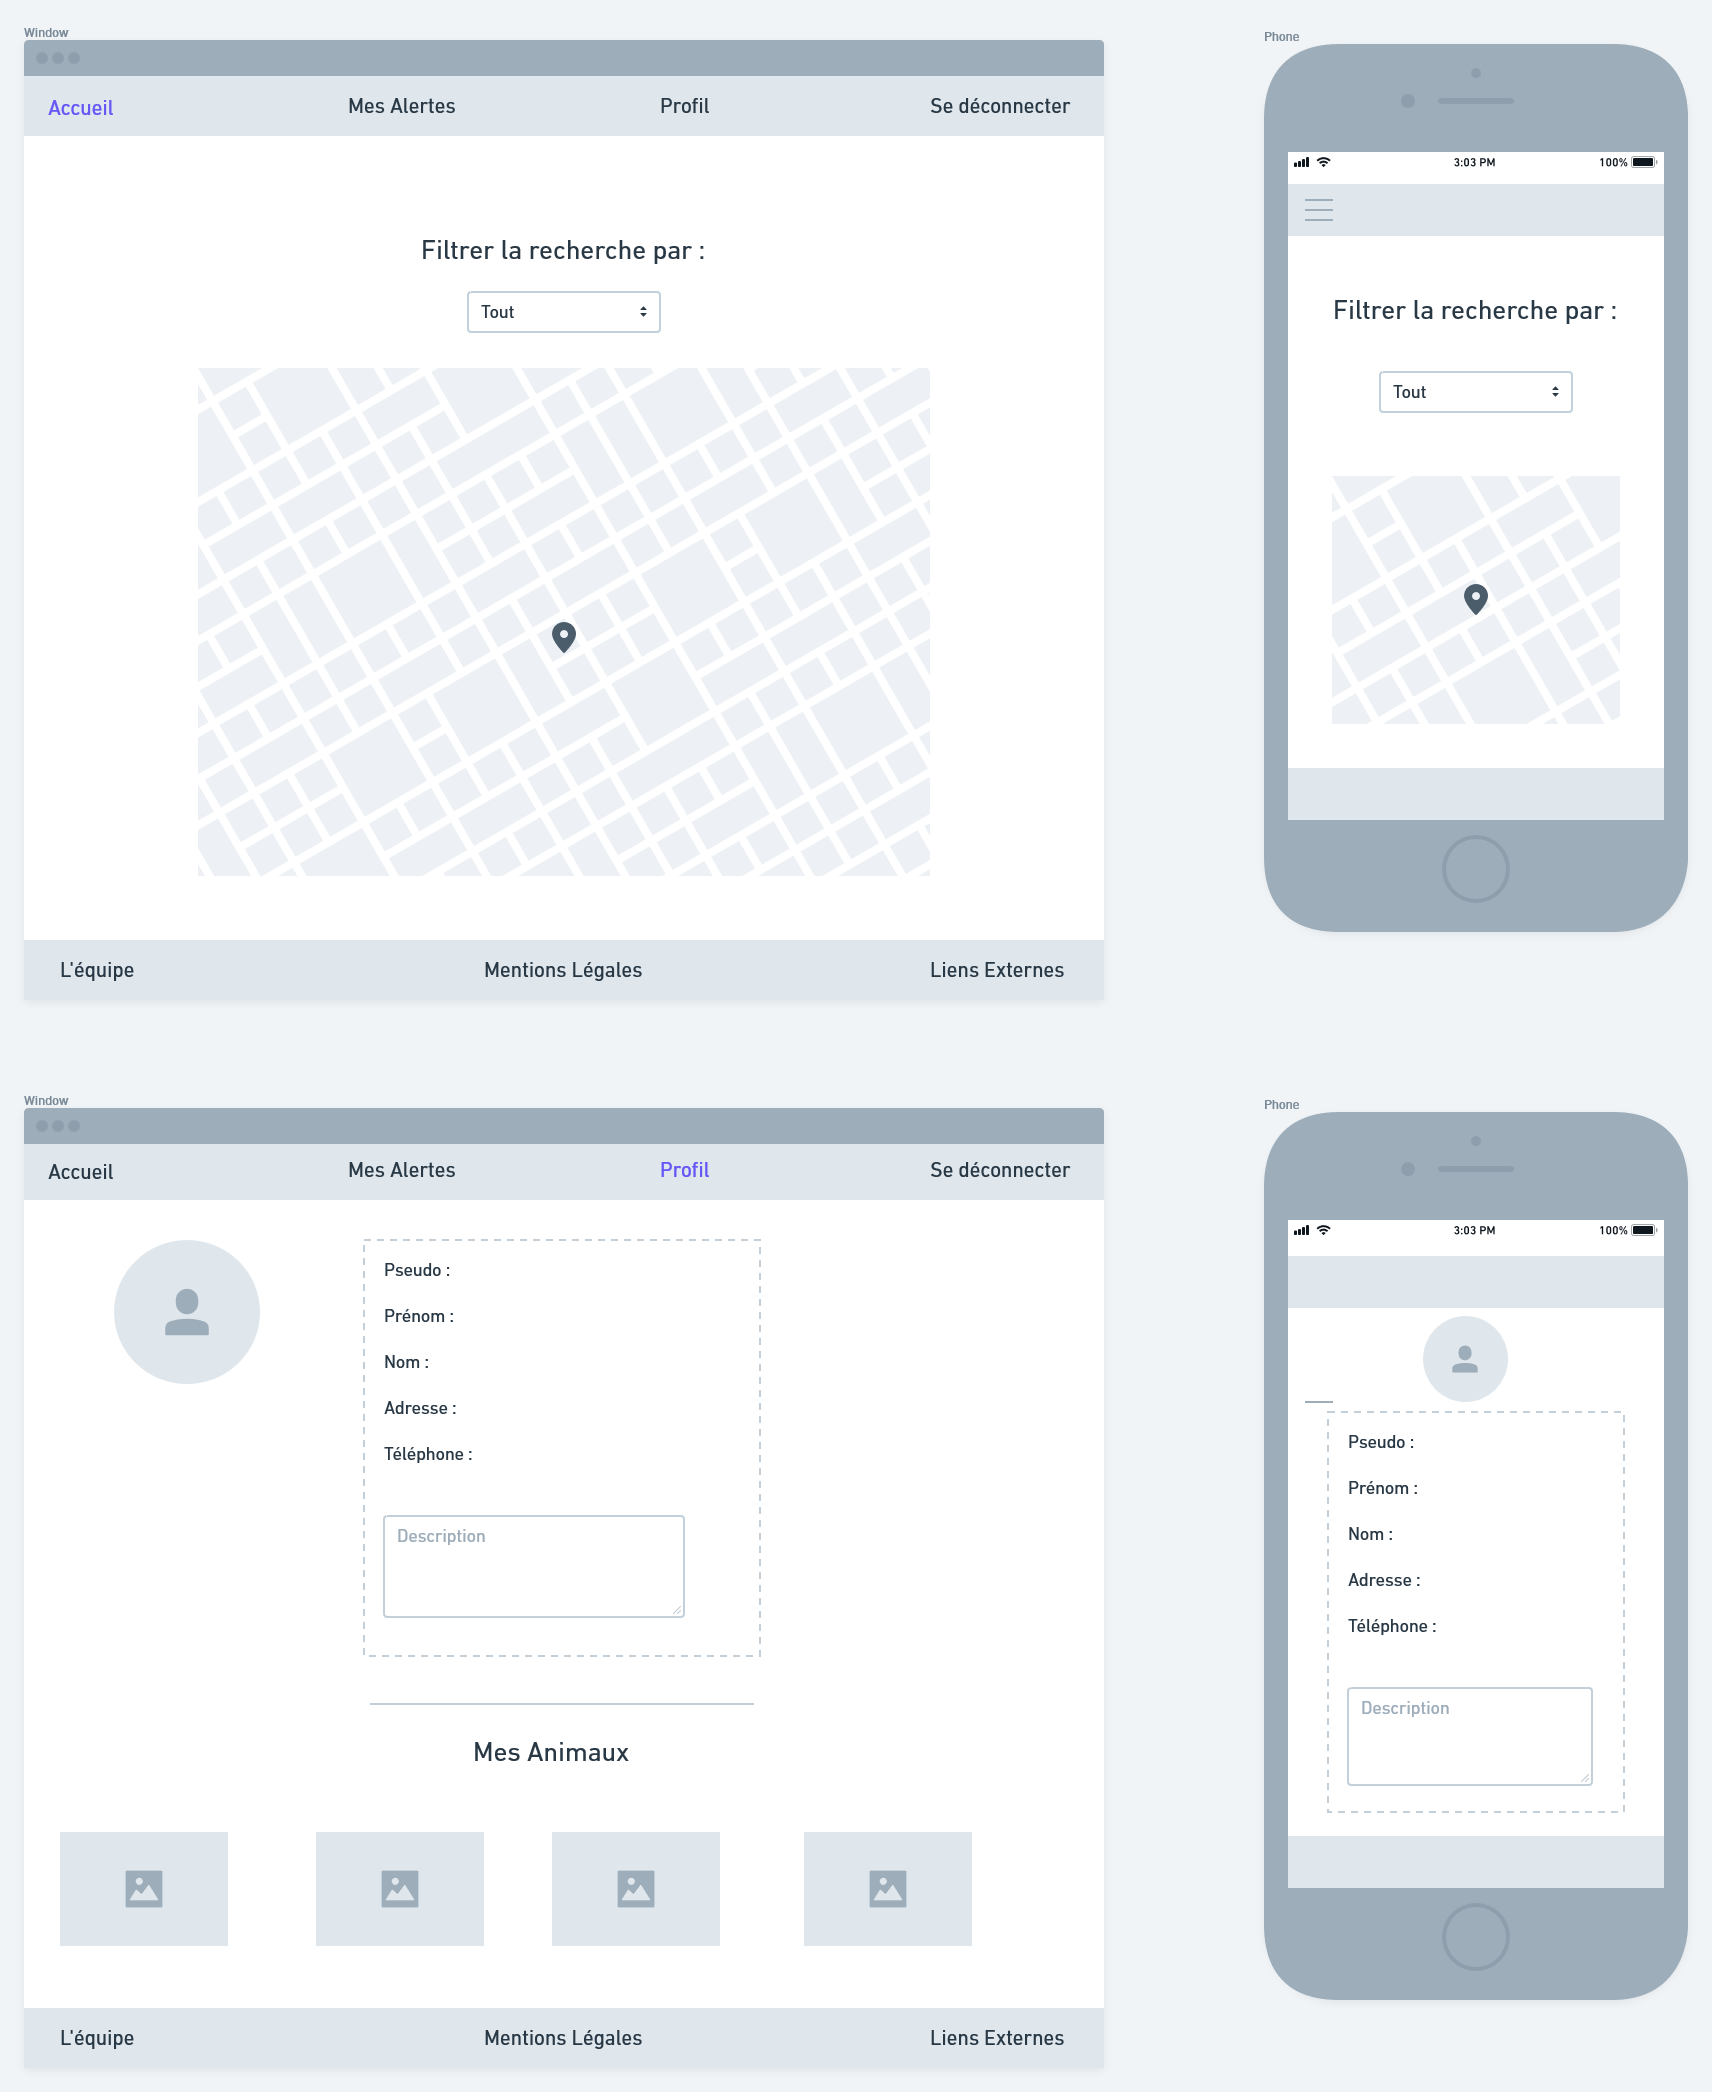 Window
Accueil
Mes Alertes
Profil
Se déconnecter
Filtrer la recherche par :
Tout
L'équipe
Mentions Légales
Liens Externes
Phone
3:03 PM
100%
Filtrer la recherche par :
Tout
Window
Accueil
Mes Alertes
Profil
Se déconnecter
Pseudo :
Prénom :
Nom :
Adresse :
Téléphone :
Description
Mes Animaux
L'équipe
Mentions Légales
Liens Externes
Phone
3:03 PM
100%
Pseudo :
Prénom :
Nom :
Adresse :
Téléphone :
Description